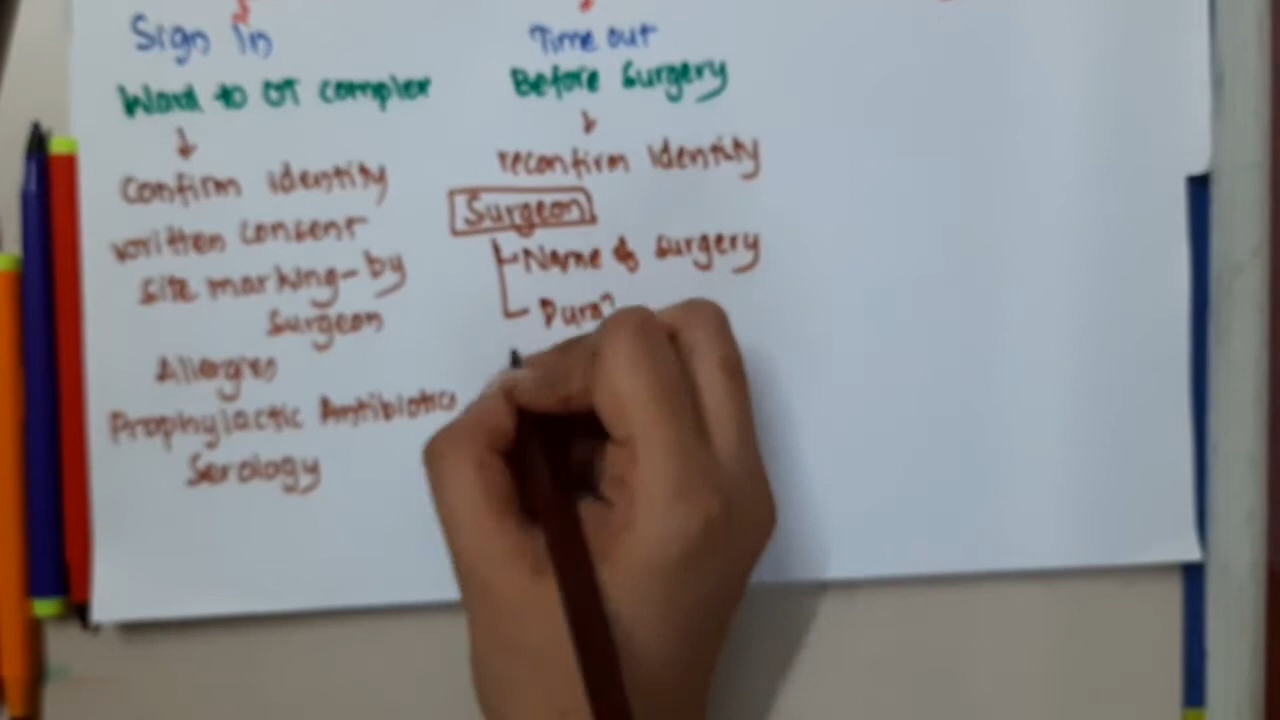 Sign In
Ward to OT complex
Confirm Identity
written consent
Site marking-by
Surgeon
Allergies
Prophylactic Antibiotics
Serology
Time out
Before Surgery
reconfirm Identity
Surgeon
Name of surgery
Duraⁿ